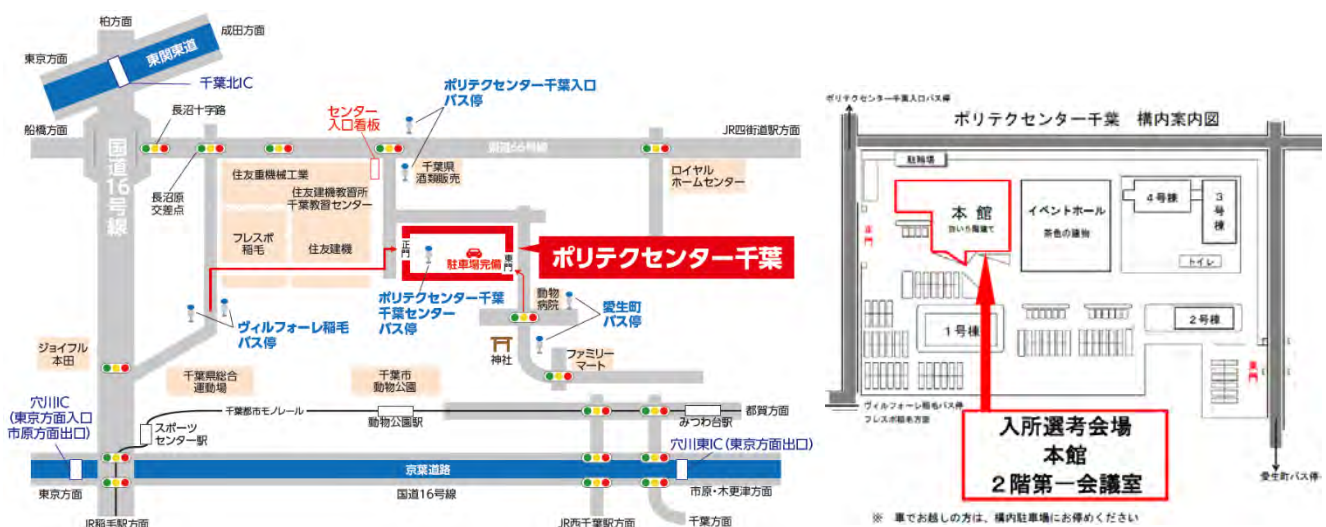 柏方面
成田方面
東京方面
東関東道
千葉北IC
ポリテクセンター千葉入口
バス停
長沼十字路
センター
入口看板
船橋方面
JR四街道駅方面
国道16号線
国道66号線
住友重機械工業
千葉県
酒類販売
ロイヤル
ホームセンター
長沼原
交差点
住友建機教習所
千葉教習センター
フレスポ
稲毛
住友建機
正門
駐車場完備
東門
ポリテクセンター千葉
ポリテクセンター千葉
千葉センター
バス停
動物
病院
愛生町
バス停
ヴィルフォーレ稲毛
バス停
神社
ファミリー
マート
ジョイフル
本田
千葉県総合
運動場
千葉市
動物公園
穴川IC
(東京方面入口
市原方面出口)
千葉都市モノレール
スポーツ
センター駅
動物公園駅
みつわ台駅
都賀方面
穴川東IC(東京方面出口)
京葉道路
東京方面
国道16号線
市原・木更津方面
JR稲毛駅方面
JR西千葉駅方面
千葉方面
ポリテクセンター千葉入口バス停
ポリテクセンター千葉 構内案内図
駐輪場
本館
白い5階建て
イベントホール
茶色の建物
4号棟
3号棟
トイレ
正門
1号棟
2号棟
東門
ヴィルフォーレ稲毛バス停
フレスポ稲毛方面
入所選考会場
本館
2階第一会議室
愛生町バス停
※ 車でお越しの方は、構内駐車場にお停めください